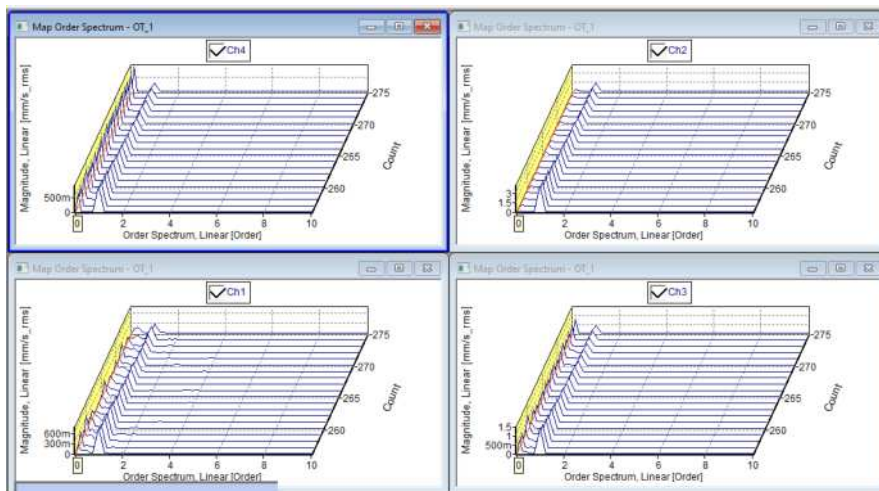 Map Order Spectrum - OT_1
Ch4
Magnitude, Linear [mm/s_rms]
500m
0
0
2
4
6
8
10
Order Spectrum, Linear [Order]
275
270
265
260
Count
Map Order Spectrum - OT_1
Ch2
Magnitude, Linear [mm/s_rms]
3
1.5
0
0
2
4
6
8
10
Order Spectrum, Linear [Order]
275
270
265
260
Count
Map Order Spectrum - OT_1
Ch1
Magnitude, Linear [mm/s_rms]
600m
300m
0
0
2
4
6
8
10
Order Spectrum, Linear [Order]
275
270
265
260
Count
Map Order Spectrum - OT_1
Ch3
Magnitude, Linear [mm/s_rms]
1.5
1
500m
0
0
2
4
6
8
10
Order Spectrum, Linear [Order]
275
270
265
260
Count